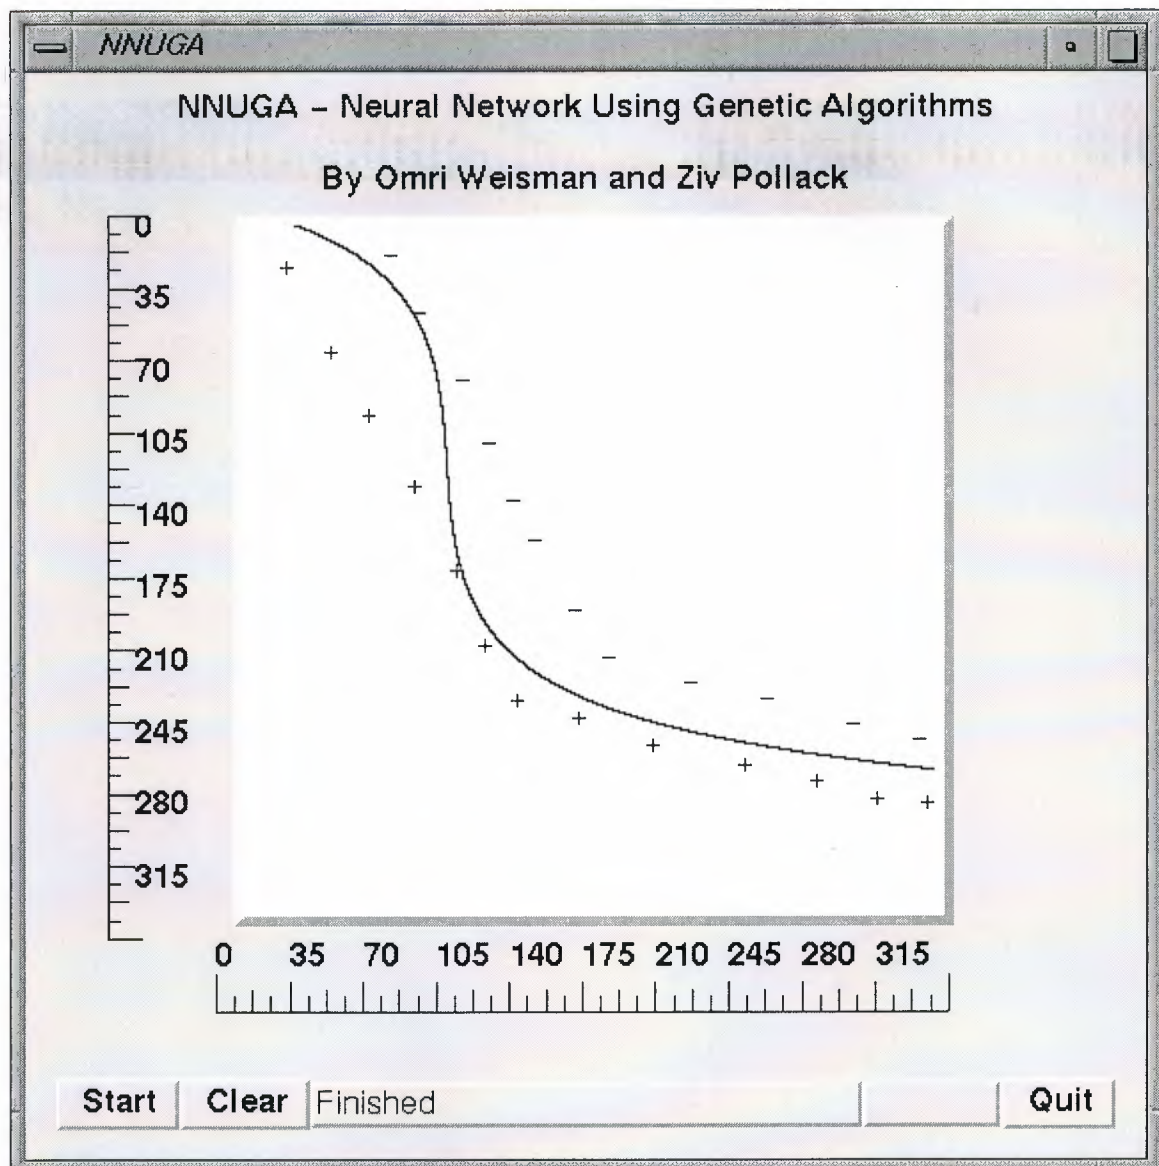 NNUGA
NNUGA – Neural Network Using Genetic Algorithms
By Omri Weisman and Ziv Pollack
0
35
70
105
140
175
210
245
280
315
0 35 70 105 140 175 210 245 280 315
Start Clear Finished Quit